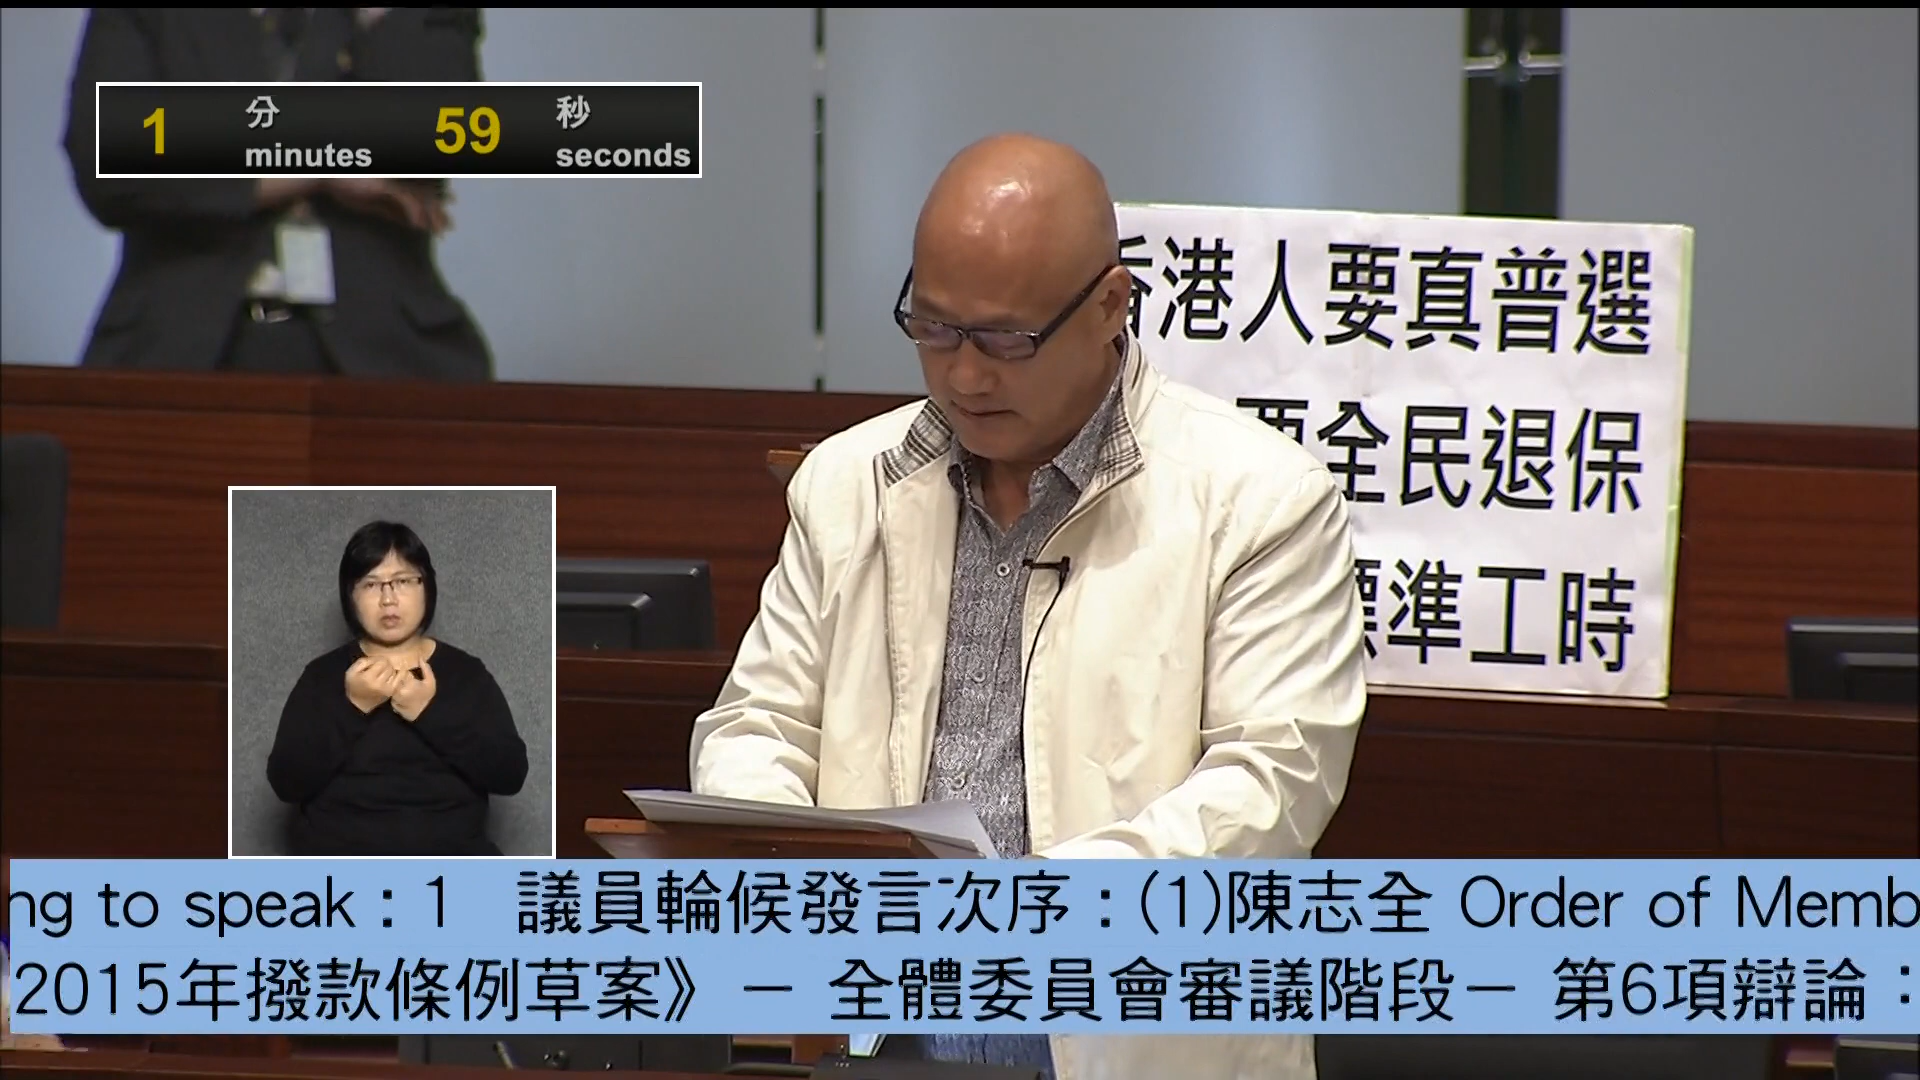 1 分 minutes 59 秒 seconds
香港人要真普選
要全民退保
標準工時
ng to speak : 1 議員輪候發言次序 : (1)陳志全 Order of Memb
2015年撥款條例草案》－ 全體委員會審議階段－ 第6項辯論：